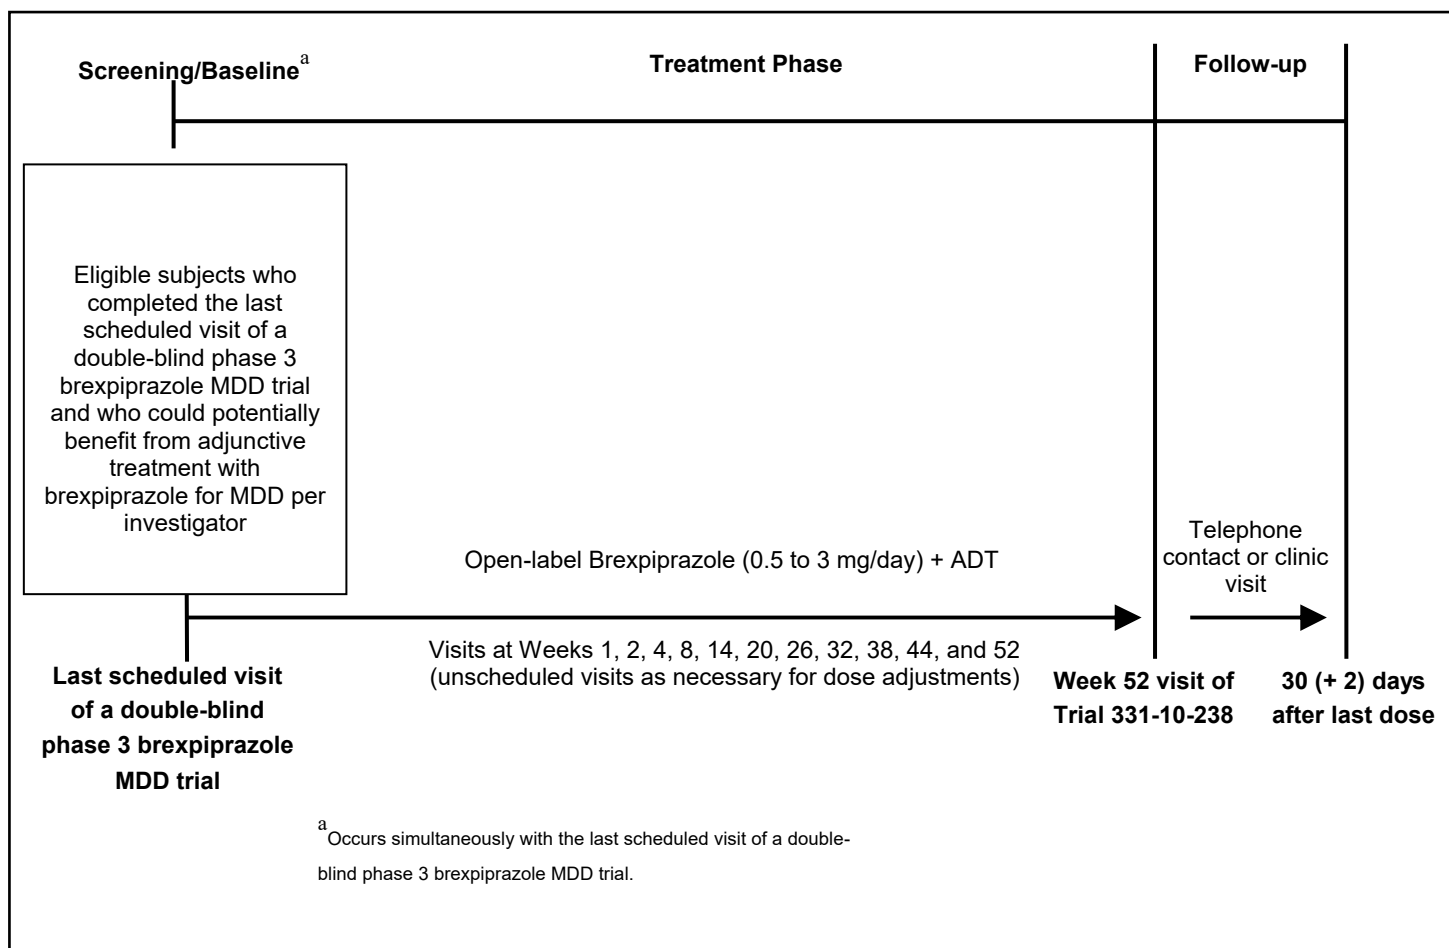 Screening/Baseline^a
Treatment Phase
Follow-up
Eligible subjects who
completed the last
scheduled visit of a
double-blind phase 3
brexpiprazole MDD trial
and who could potentially
benefit from adjunctive
treatment with
brexpiprazole for MDD per
investigator
Open-label Brexpiprazole (0.5 to 3 mg/day) + ADT
Telephone
contact or clinic
visit
Visits at Weeks 1, 2, 4, 8, 14, 20, 26, 32, 38, 44, and 52
(unscheduled visits as necessary for dose adjustments)
Last scheduled visit
of a double-blind
phase 3 brexpiprazole
MDD trial
Week 52 visit of
Trial 331-10-238
30 (+ 2) days
after last dose
^a Occurs simultaneously with the last scheduled visit of a double-
blind phase 3 brexpiprazole MDD trial.